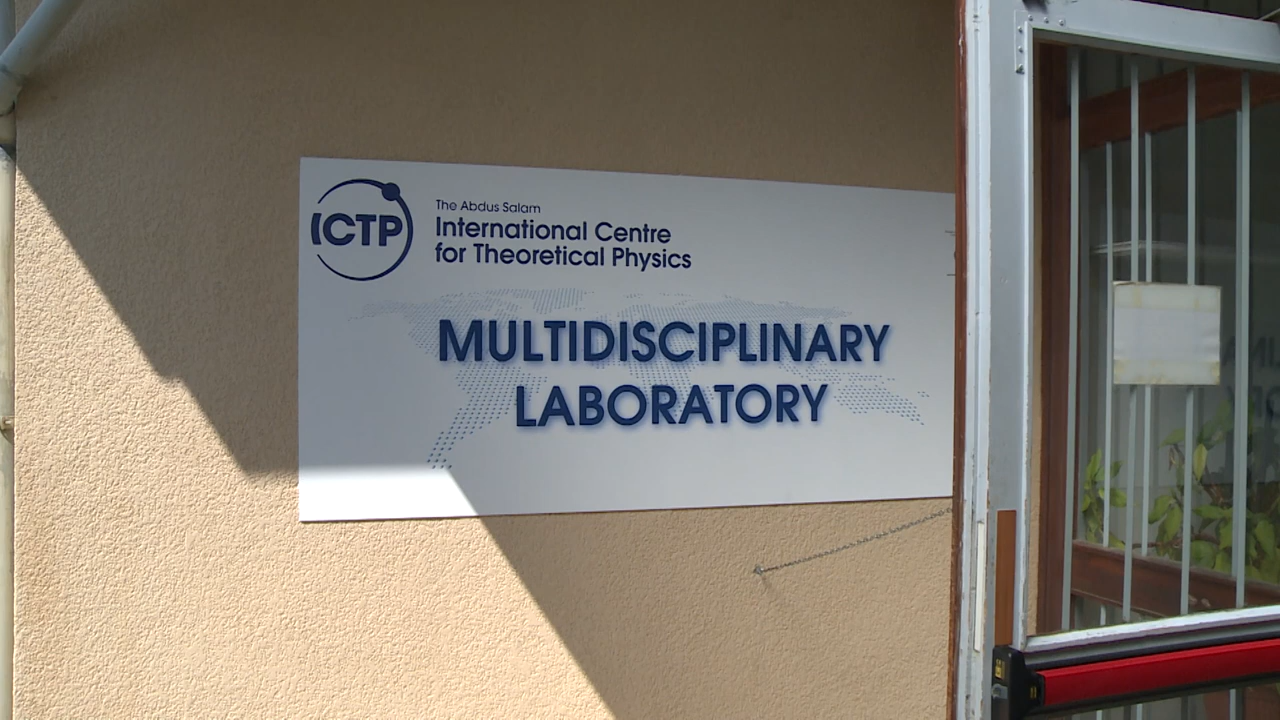 ICTP
The Abdus Salam
International Centre
for Theoretical Physics
MULTIDISCIPLINARY
LABORATORY